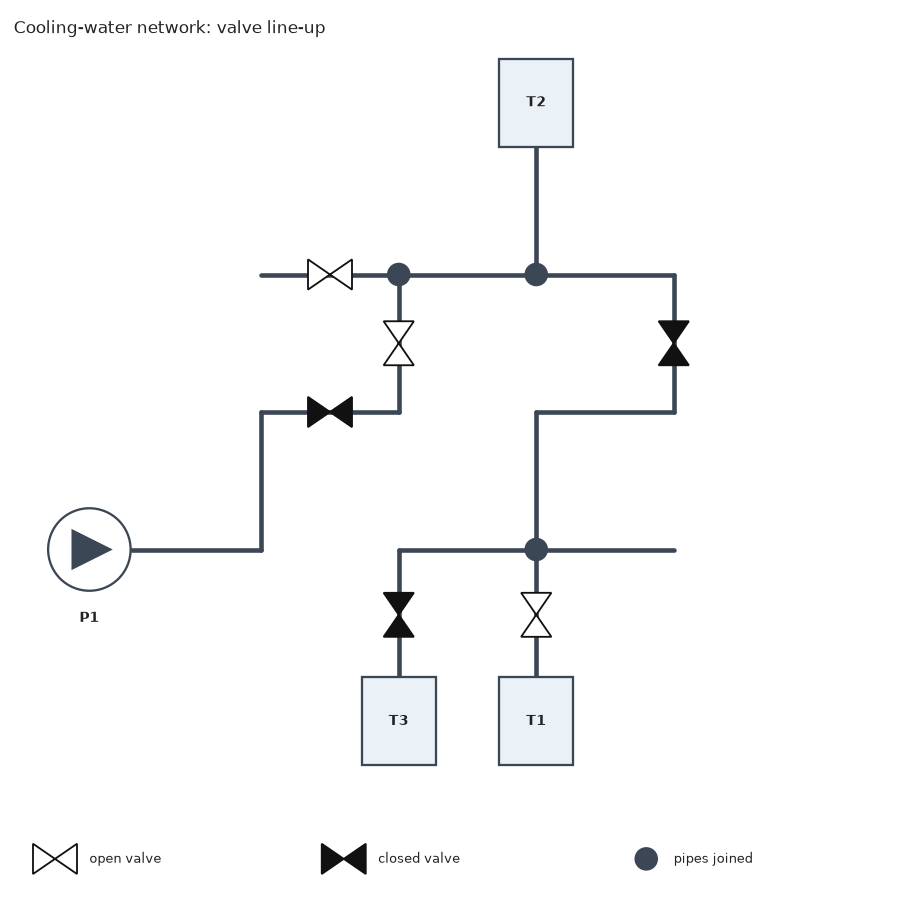 Cooling-water network: valve line-up
T2
P1
T3
T1
open valve
closed valve
pipes joined